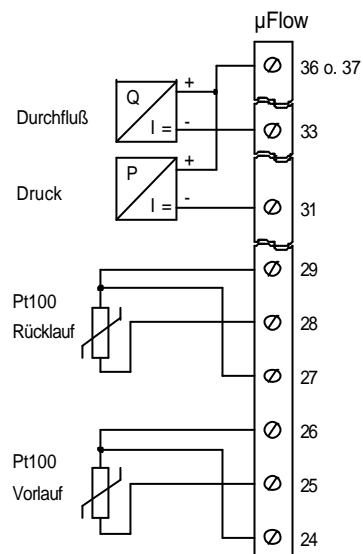 µFlow
36 o. 37
Q
+
Durchfluß
I =
-
33
P
+
Druck
I =
-
31
29
Pt100
Rücklauf
28
27
26
Pt100
Vorlauf
25
24